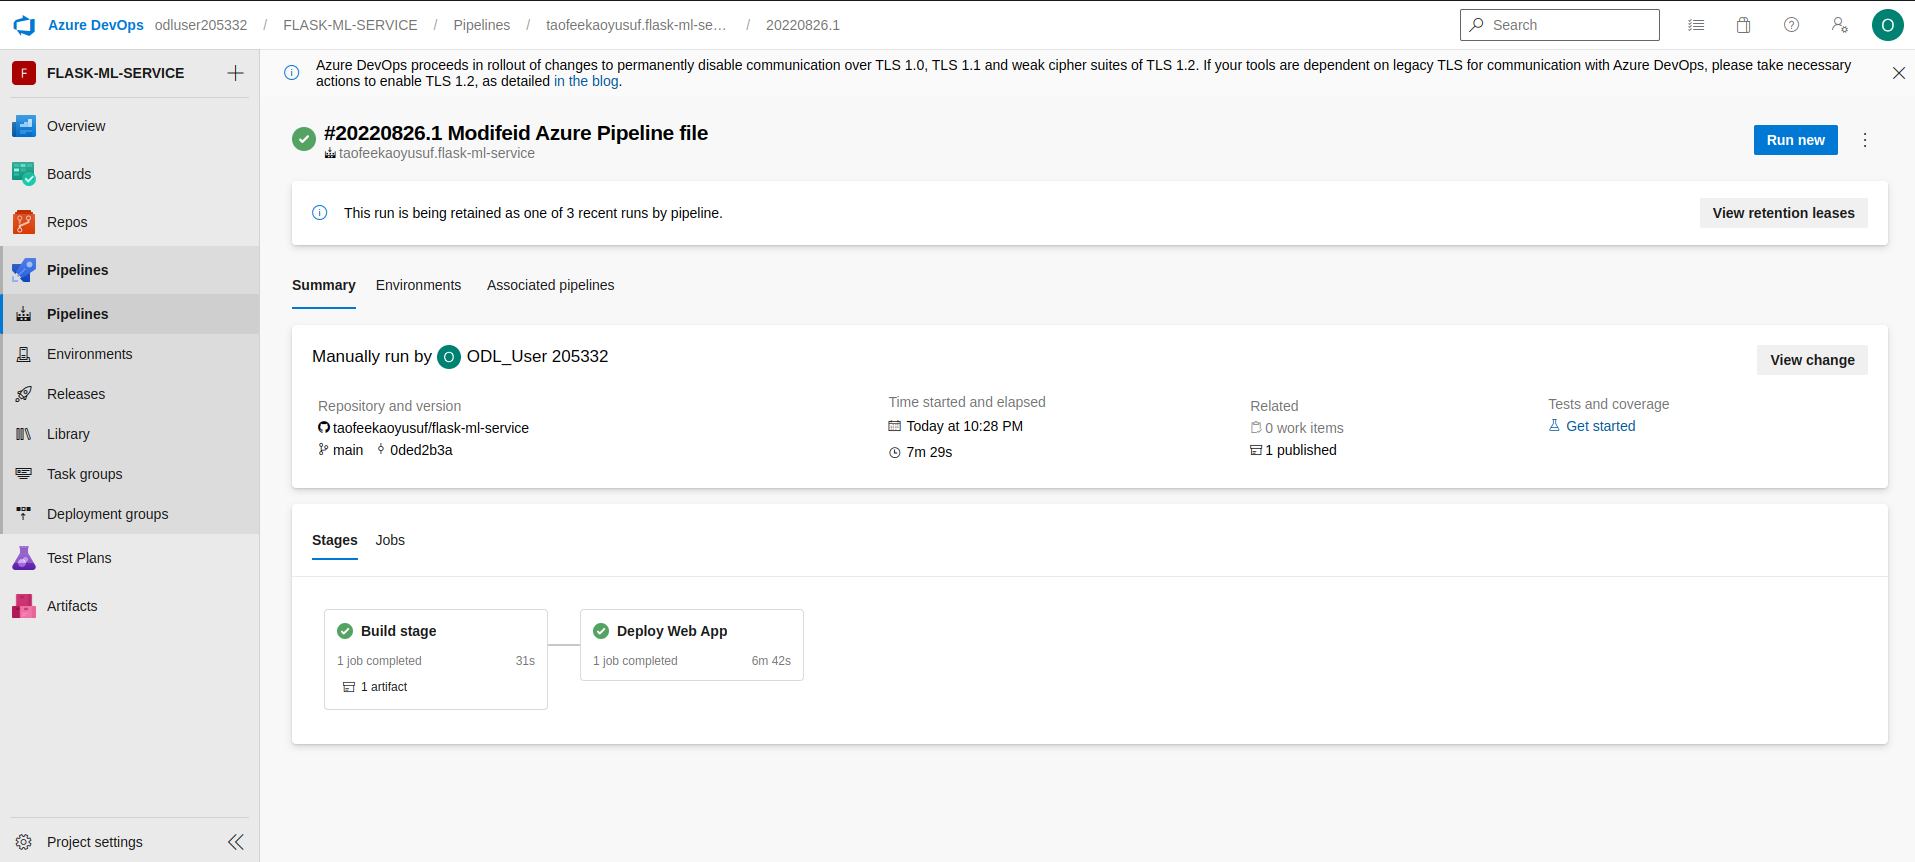 Azure DevOps odluser205332 / FLASK-ML-SERVICE / Pipelines / taofeekaoyusuf.flask-ml-se... / 20220826.1
Search
O
F FLASK-ML-SERVICE
Overview
Boards
Repos
Pipelines
Pipelines
Environments
Releases
Library
Task groups
Deployment groups
Test Plans
Artifacts
Project settings
Azure DevOps proceeds in rollout of changes to permanently disable communication over TLS 1.0, TLS 1.1 and weak cipher suites of TLS 1.2. If your tools are dependent on legacy TLS for communication with Azure DevOps, please take necessary
actions to enable TLS 1.2, as detailed in the blog.
#20220826.1 Modifeid Azure Pipeline file
taofeekaoyusuf.flask-ml-service
Run new
This run is being retained as one of 3 recent runs by pipeline.
View retention leases
Summary Environments Associated pipelines
Manually run by O ODL_User 205332
View change
Repository and version
taofeekaoyusuf/flask-ml-service
main 0ded2b3a
Time started and elapsed
Today at 10:28 PM
7m 29s
Related
0 work items
1 published
Tests and coverage
Get started
Stages Jobs
Build stage
1 job completed 31s
1 artifact
Deploy Web App
1 job completed 6m 42s